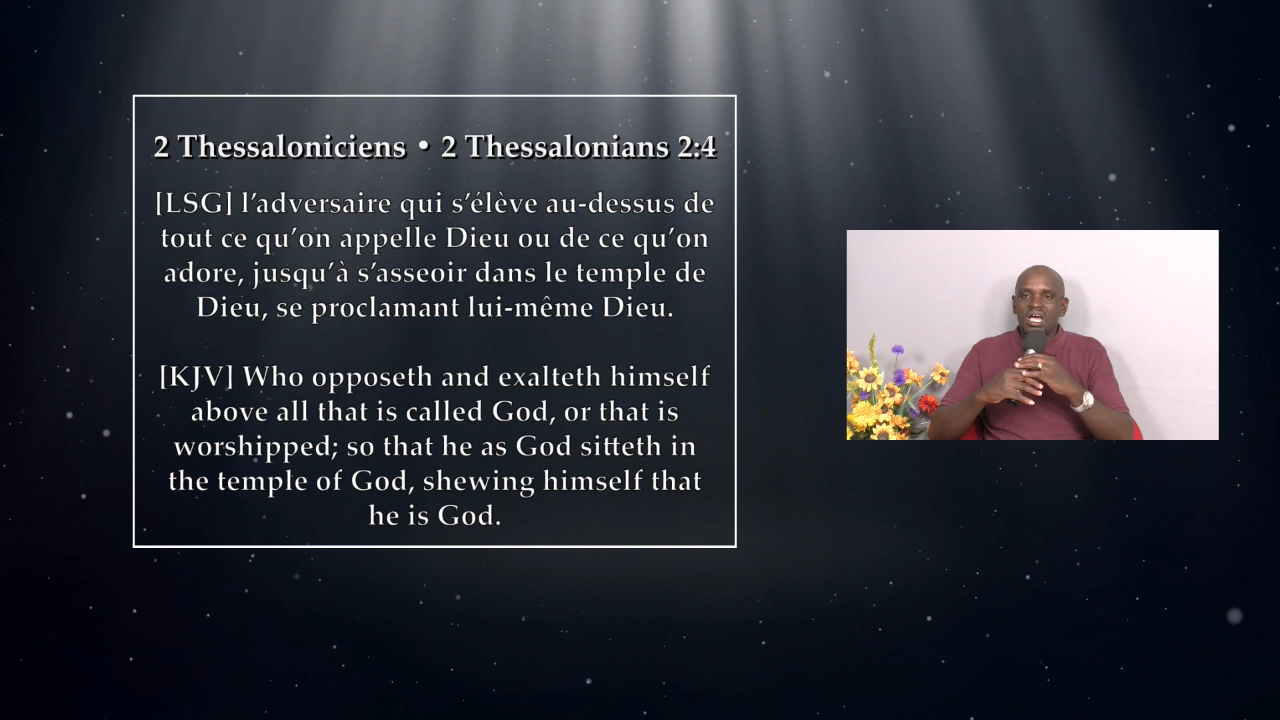 2 Thessaloniciens • 2 Thessalonians 2:4
[LSG] l’adversaire qui s’élève au-dessus de
tout ce qu’on appelle Dieu ou de ce qu’on
adore, jusqu’à s’asseoir dans le temple de
Dieu, se proclamant lui-même Dieu.
[KJV] Who opposeth and exalteth himself
above all that is called God, or that is
worshipped; so that he as God sitteth in
the temple of God, shewing himself that
he is God.